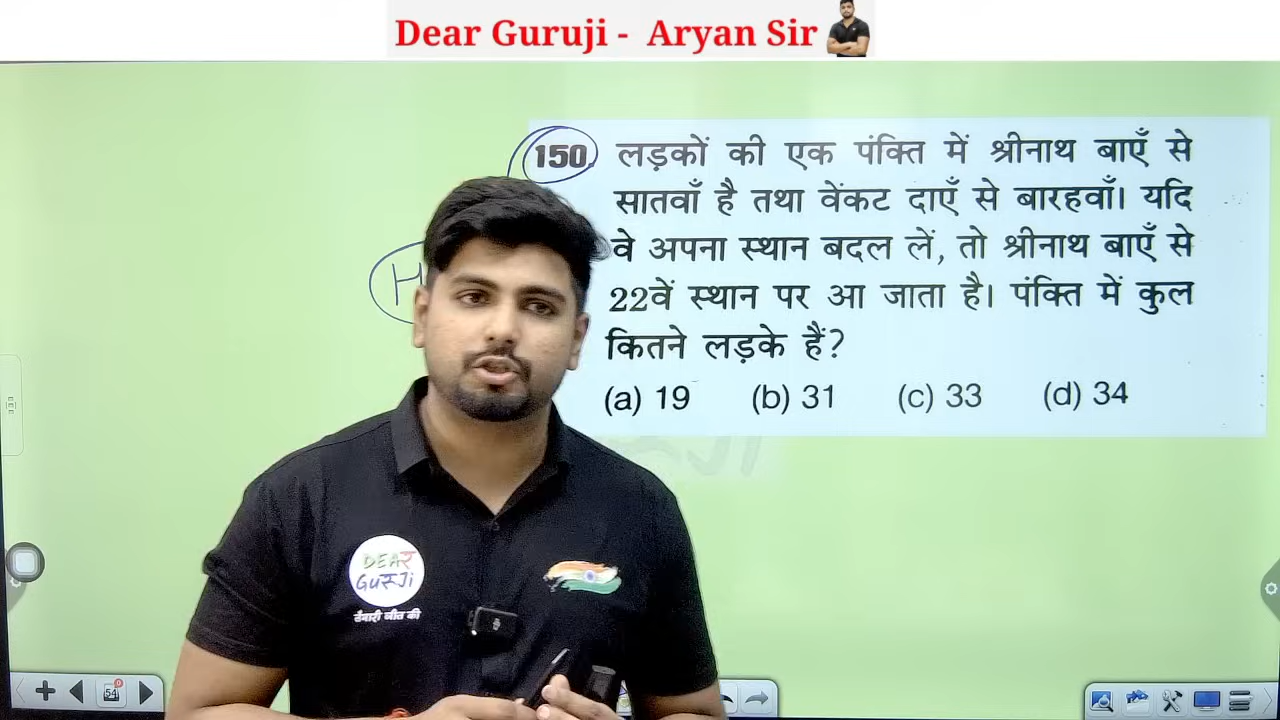 Dear Guruji - Aryan Sir
150. लड़कों की एक पंक्ति में श्रीनाथ बाएँ से
सातवाँ है तथा वेंकट दाएँ से बारहवाँ। यदि
वे अपना स्थान बदल लें, तो श्रीनाथ बाएँ से
22वें स्थान पर आ जाता है। पंक्ति में कुल
कितने लड़के हैं?
(a) 19 (b) 31 (c) 33 (d) 34
H
DEAR
GURUJI
तैयारी जीत की
54